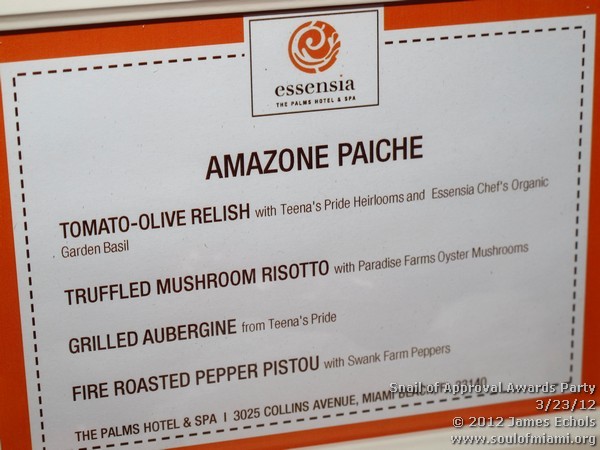 essensia
THE PALMS HOTEL & SPA
AMAZONE PAICHE
TOMATO-OLIVE RELISH with Teena's Pride Heirlooms and Essensia Chef's Organic
Garden Basil
TRUFFLED MUSHROOM RISOTTO with Paradise Farms Oyster Mushrooms
GRILLED AUBERGINE from Teena's Pride
FIRE ROASTED PEPPER PISTOU with Swank Farm Peppers
THE PALMS HOTEL & SPA I 3025 COLLINS AVENUE, MIAMI BEACH 33140
Snail of Approval Awards Party
3/23/12
© 2012 James Echols
www.soulofmiami.org